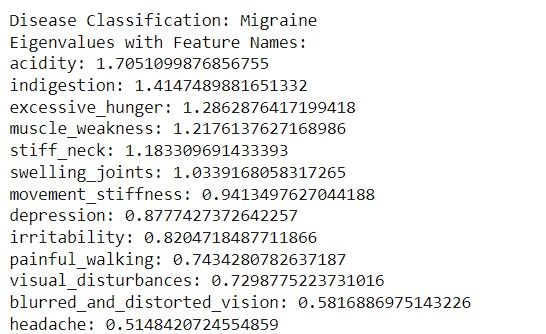 Disease Classification: Migraine
Eigenvalues with Feature Names:
acidity: 1.7051099876856755
indigestion: 1.4147489881651332
excessive_hunger: 1.2862876417199418
muscle_weakness: 1.2176137627168986
stiff_neck: 1.183309691433393
swelling_joints: 1.0339168058317265
movement_stiffness: 0.9413497627044188
depression: 0.8777427372642257
irritability: 0.8204718487711866
painful_walking: 0.7434280782637187
visual_disturbances: 0.7298775223731016
blurred_and_distorted_vision: 0.5816886975143226
headache: 0.5148420724554859